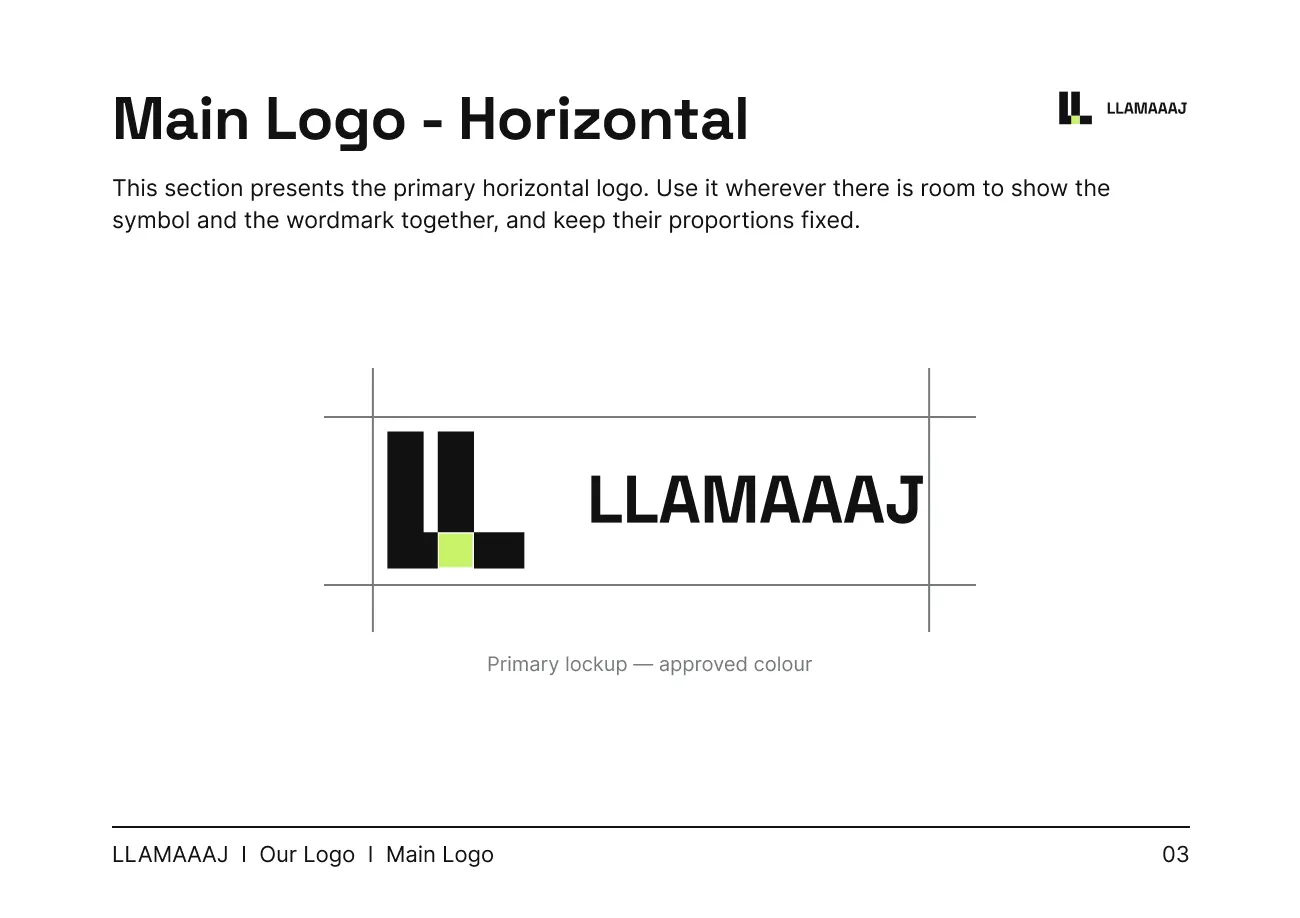 Main Logo - Horizontal
LLAMAAAJ
This section presents the primary horizontal logo. Use it wherever there is room to show the
symbol and the wordmark together, and keep their proportions fixed.
LLAMAAAJ
Primary lockup — approved colour
LLAMAAAJ I Our Logo I Main Logo
03